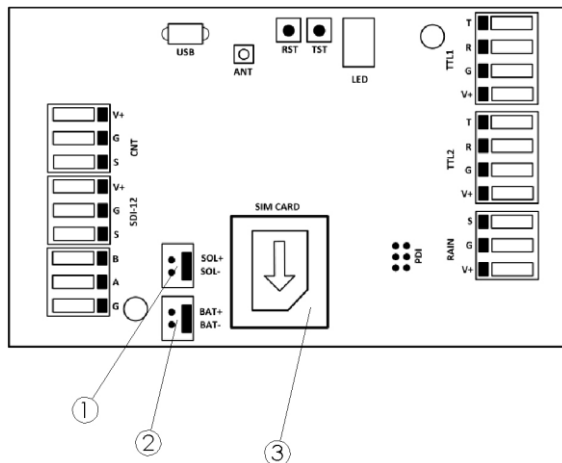 USB
ANT
RST
TST
LED
TTL1
T
R
G
V+
TTL2
T
R
G
V+
RAIN
S
G
V+
CNT
V+
G
S
SDI-12
V+
G
S
B
A
G
SOL+
SOL-
BAT+
BAT-
SIM CARD
PDI
1
2
3